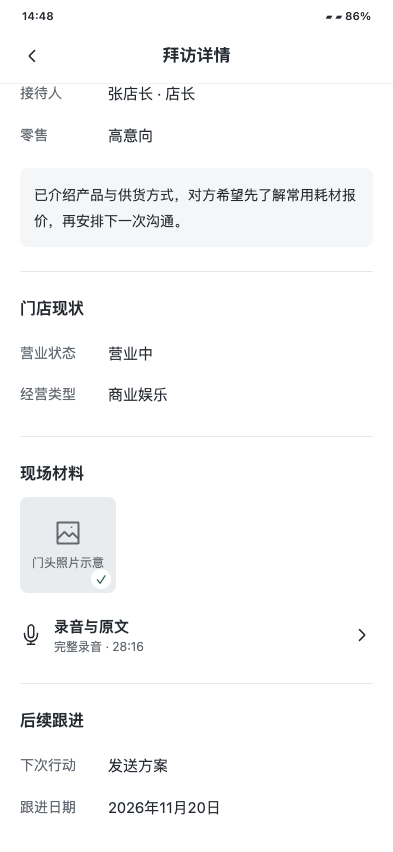 14:48
86%
拜访详情
接待人 张店长 · 店长
零售 高意向
已介绍产品与供货方式，对方希望先了解常用耗材报
价，再安排下一次沟通。
门店现状
营业状态 营业中
经营类型 商业娱乐
现场材料
门头照片示意
录音与原文
完整录音 · 28:16
后续跟进
下次行动 发送方案
跟进日期 2026年11月20日